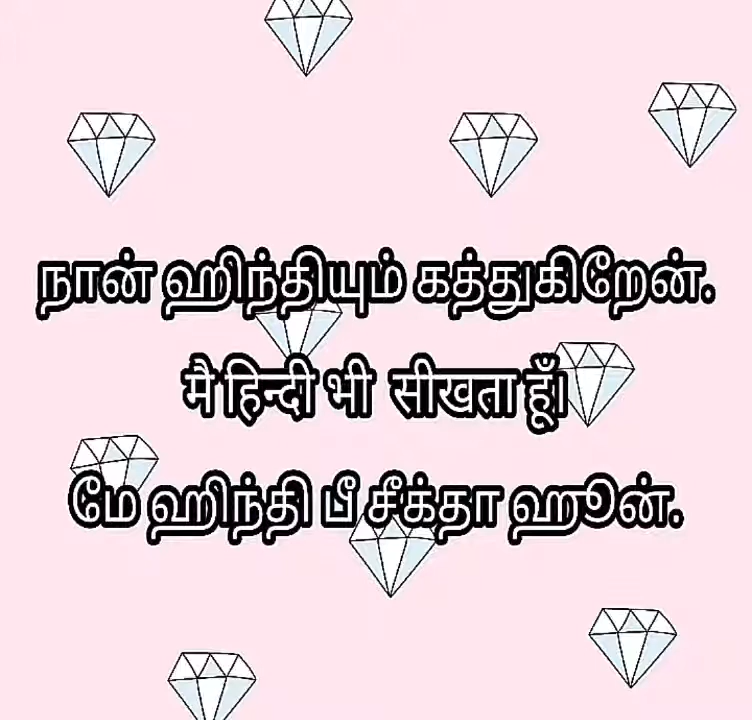 நான் ஹிந்தியும் கத்துகிறேன்.
मै हिन्दी भी सीखता हूँ।
மே ஹிந்தி பீ சீக்தா ஹூன்.